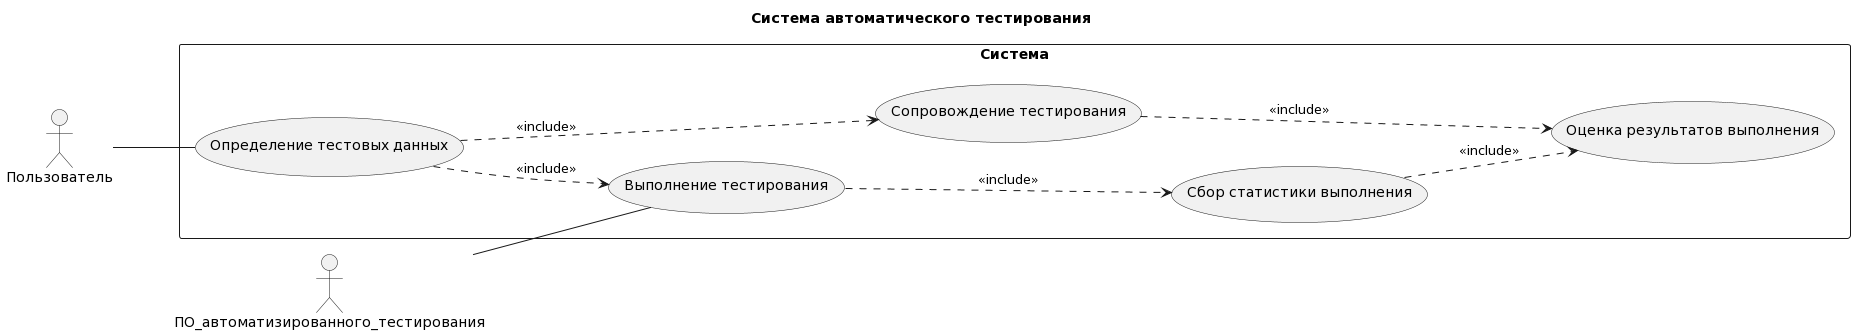 Система автоматического тестирования
Система
Пользователь
Определение тестовых данных
«include»
«include»
Сопровождение тестирования
Выполнение тестирования
«include»
«include»
Сбор статистики выполнения
«include»
Оценка результатов выполнения
ПО_автоматизированного_тестирования